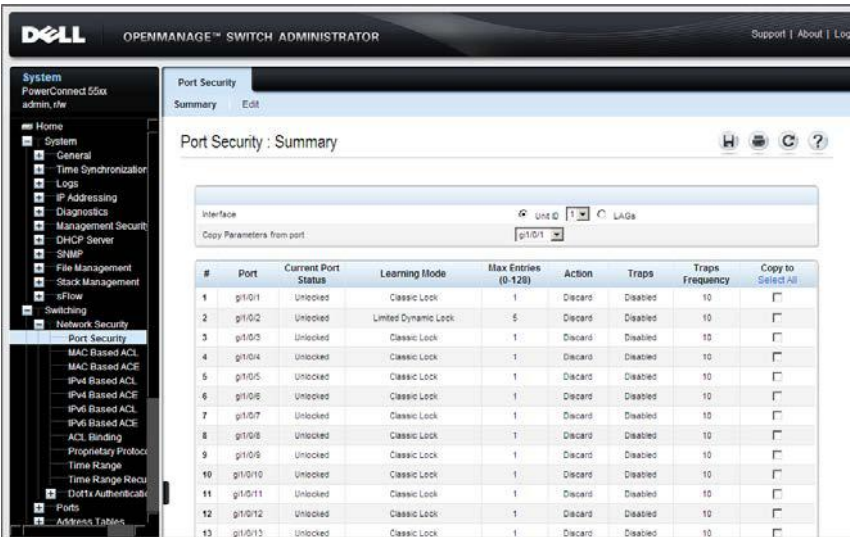 DELL OPENMANAGE™ SWITCH ADMINISTRATOR Support | About | Log
System
PowerConnect 55xx
admin, r/w
Home
System
General
Time Synchronization
Logs
IP Addressing
Diagnostics
Management Securit
DHCP Server
SNMP
File Management
Stack Management
sFlow
Switching
Network Security
Port Security
MAC Based ACL
MAC Based ACE
IPv4 Based ACL
IPv4 Based ACE
IPv6 Based ACL
IPv6 Based ACE
ACL Binding
Proprietary Protoco
Time Range
Time Range Recu
Dot1x Authenticatio
Ports
Address Tables
Port Security
Summary Edit
Port Security : Summary
Interface Unit ID 1 LAGs
Copy Parameters from port gi1/0/1
# Port Current Port Status Learning Mode Max Entries (0-128) Action Traps Traps Frequency Copy to Select All
1 gi1/0/1 Unlocked Classic Lock 1 Discard Disabled 10
2 gi1/0/2 Unlocked Limited Dynamic Lock 5 Discard Disabled 10
3 gi1/0/3 Unlocked Classic Lock 1 Discard Disabled 10
4 gi1/0/4 Unlocked Classic Lock 1 Discard Disabled 10
5 gi1/0/5 Unlocked Classic Lock 1 Discard Disabled 10
6 gi1/0/6 Unlocked Classic Lock 1 Discard Disabled 10
7 gi1/0/7 Unlocked Classic Lock 1 Discard Disabled 10
8 gi1/0/8 Unlocked Classic Lock 1 Discard Disabled 10
9 gi1/0/9 Unlocked Classic Lock 1 Discard Disabled 10
10 gi1/0/10 Unlocked Classic Lock 1 Discard Disabled 10
11 gi1/0/11 Unlocked Classic Lock 1 Discard Disabled 10
12 gi1/0/12 Unlocked Classic Lock 1 Discard Disabled 10
13 gi1/0/13 Unlocked Classic Lock 1 Discard Disabled 10